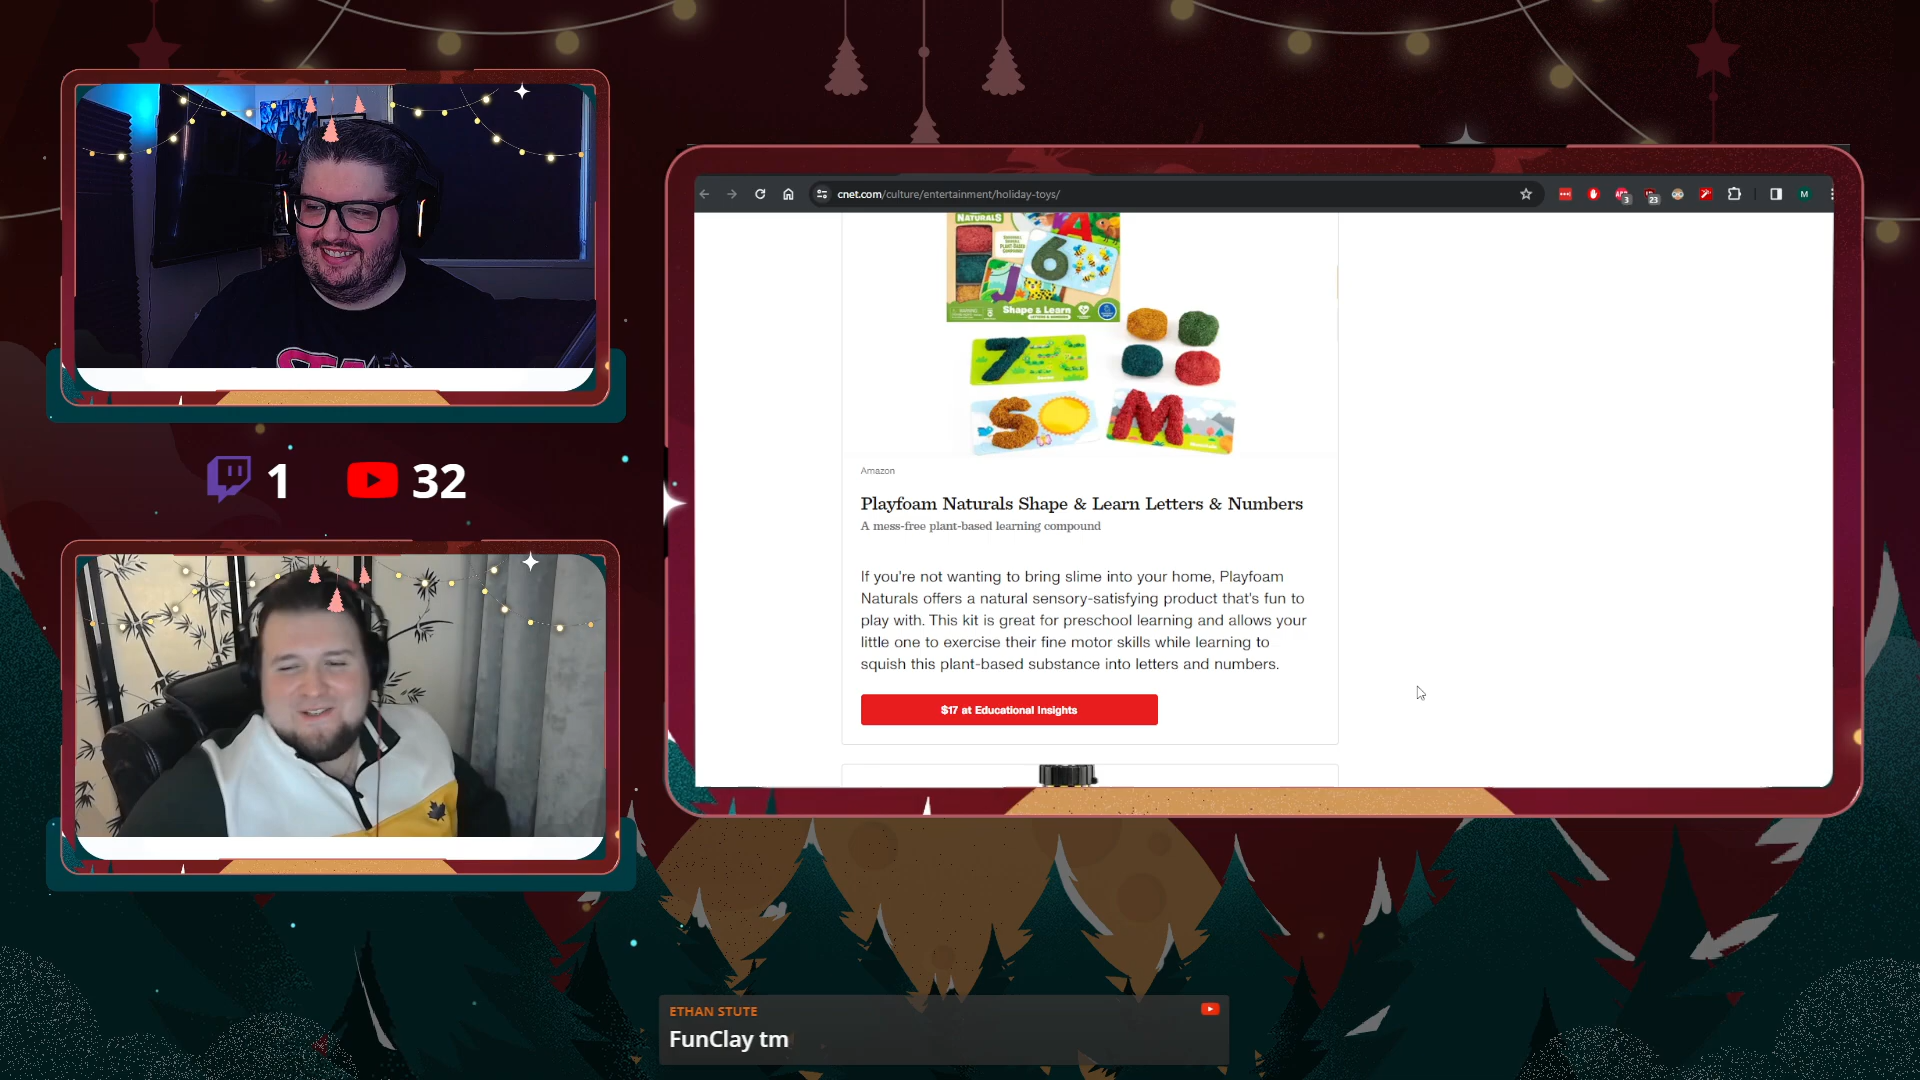 1
32
cnet.com/culture/entertainment/holiday-toys/
3
23
M
NATURALS
6
Shape & Learn
7
S
M
Amazon
Playfoam Naturals Shape & Learn Letters & Numbers
A mess-free plant-based learning compound
If you're not wanting to bring slime into your home, Playfoam
Naturals offers a natural sensory-satisfying product that's fun to
play with. This kit is great for preschool learning and allows your
little one to exercise their fine motor skills while learning to
squish this plant-based substance into letters and numbers.
$17 at Educational Insights
ETHAN STUTE
FunClay tm